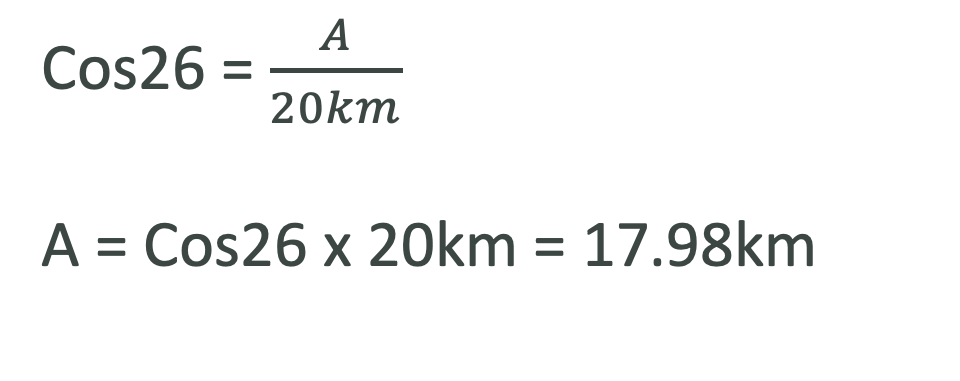 Cos26 = A/20km
A = Cos26 x 20km = 17.98km